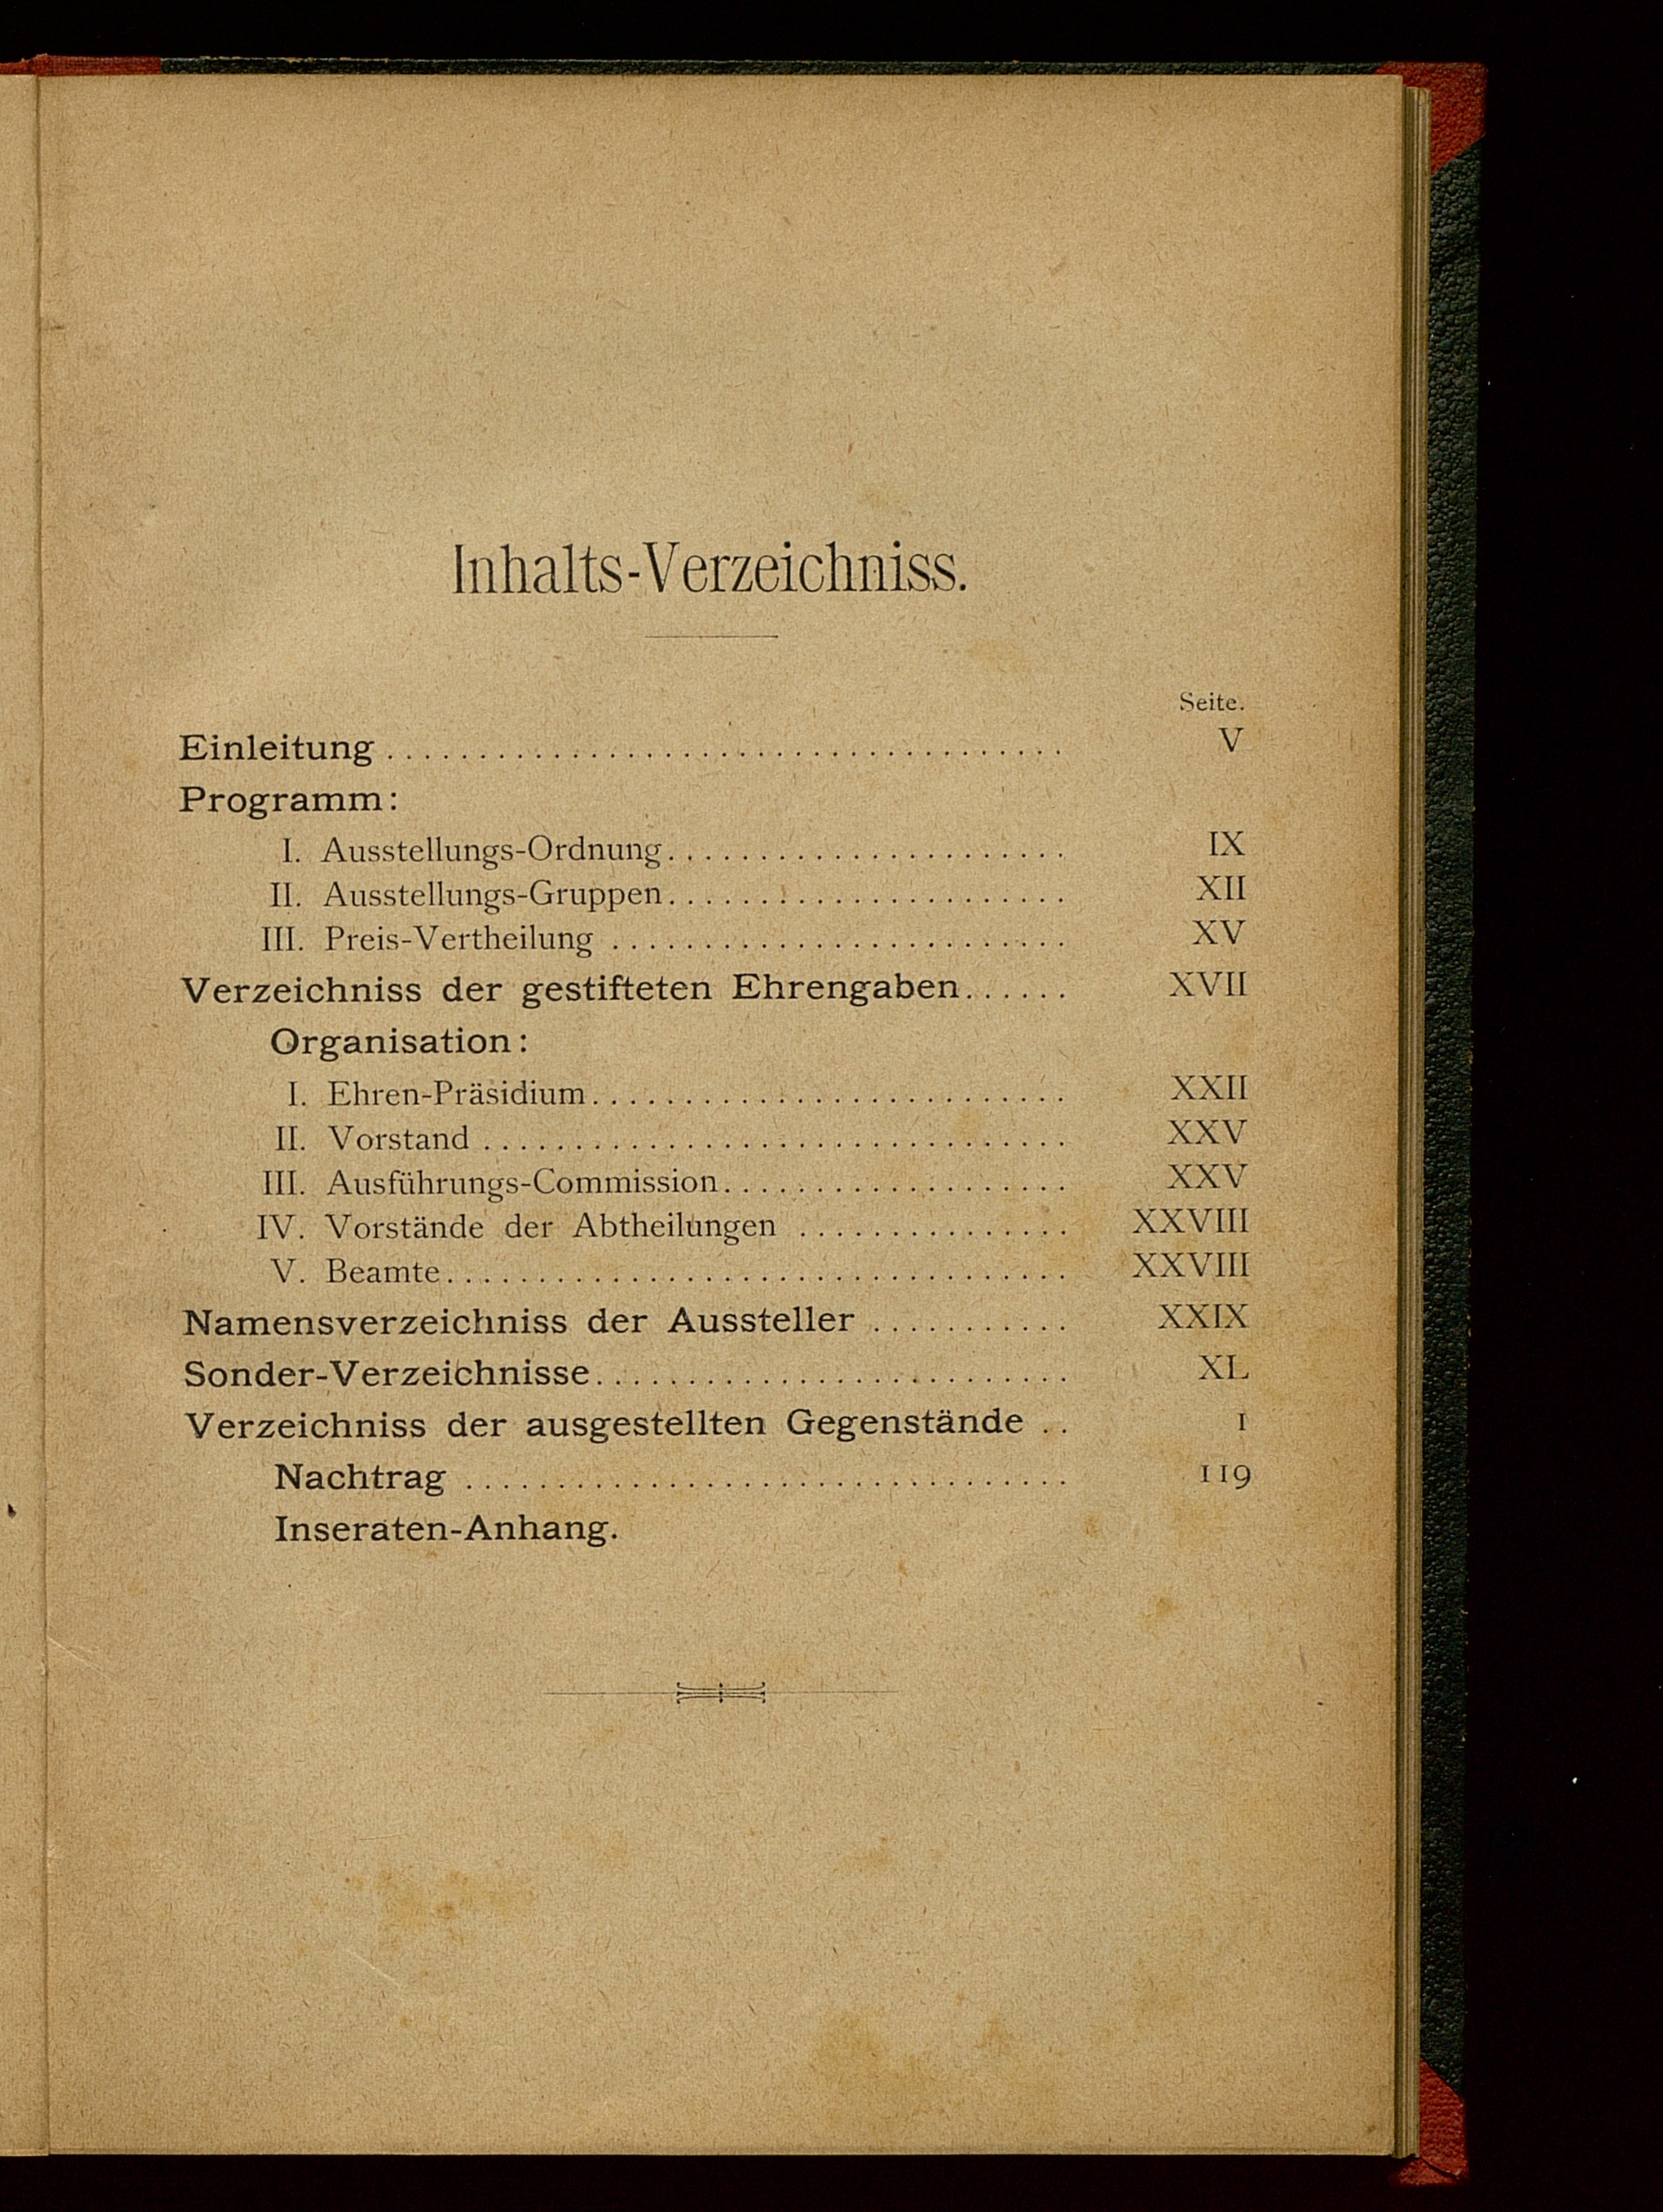 Inhalts-Verzeichniss.
Seite.
Einleitung . . . . . . . . . . . . . . . . . . . . V
Programm:
I. Ausstellungs-Ordnung . . . . . . . . . . . . . . . . . . . . IX
II. Ausstellungs-Gruppen . . . . . . . . . . . . . . . . . . . . XII
III. Preis-Vertheilung . . . . . . . . . . . . . . . . . . . . XV
Verzeichniss der gestifteten Ehrengaben . . . . . . XVII
Organisation:
I. Ehren-Präsidium . . . . . . . . . . . . . . . . . . . . XXII
II. Vorstand . . . . . . . . . . . . . . . . . . . . XXV
III. Ausführungs-Commission . . . . . . . . . . . . . . . . . . . XXV
IV. Vorstände der Abtheilungen . . . . . . . . . . . . . . . XXVIII
V. Beamte . . . . . . . . . . . . . . . . . . . . XXVIII
Namensverzeichniss der Aussteller . . . . . . . . . . . XXIX
Sonder-Verzeichnisse . . . . . . . . . . . . . . . . . . . . XL
Verzeichniss der ausgestellten Gegenstände . . 1
Nachtrag . . . . . . . . . . . . . . . . . . . . 119
Inseraten-Anhang.